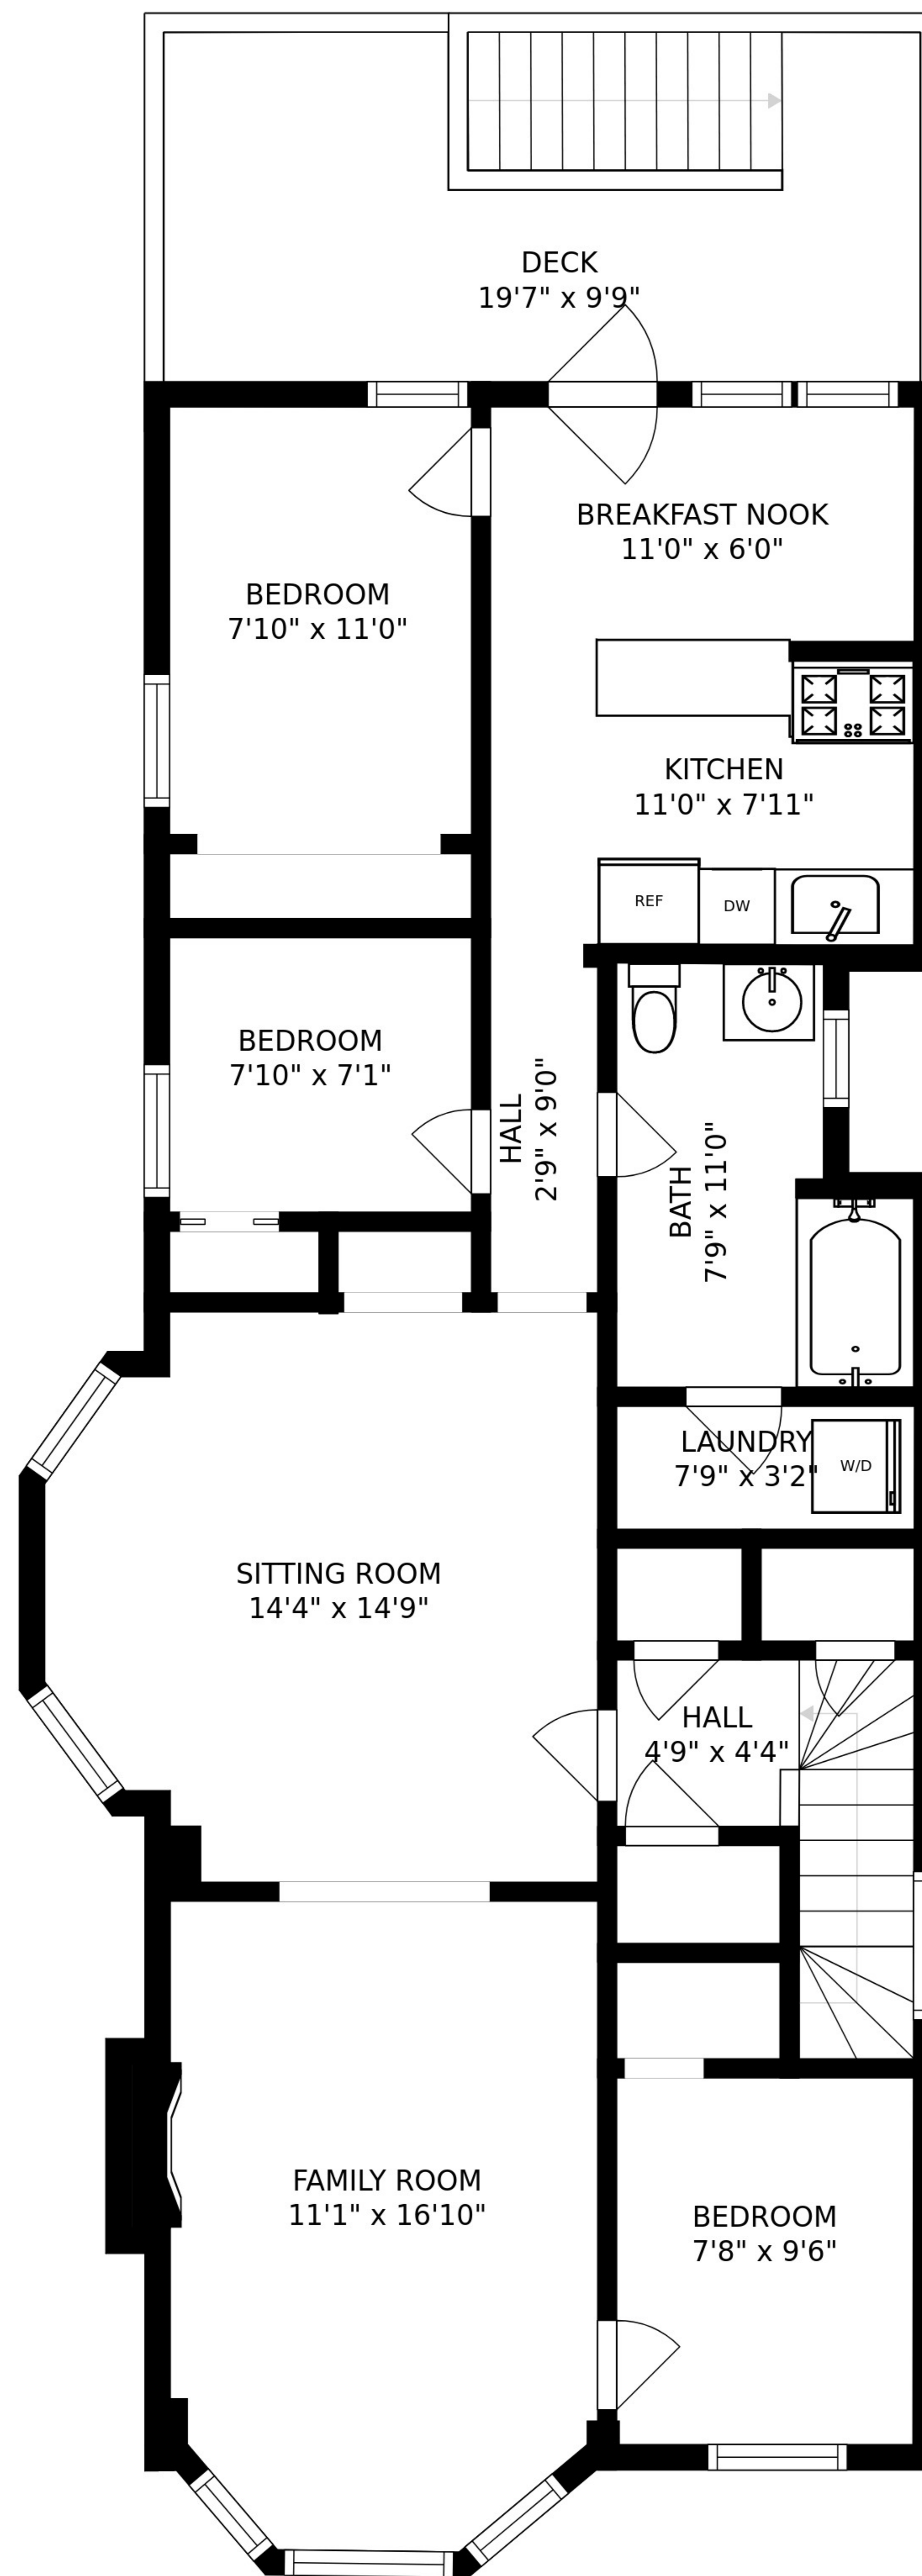 DECK
19'7" x 9'9"
BREAKFAST NOOK
11'0" x 6'0"
BEDROOM
7'10" x 11'0"
KITCHEN
11'0" x 7'11"
REF
DW
BEDROOM
7'10" x 7'1"
HALL
2'9" x 9'0"
BATH
7'9" x 11'0"
LAUNDRY
7'9" x 3'2"
W/D
SITTING ROOM
14'4" x 14'9"
HALL
4'9" x 4'4"
FAMILY ROOM
11'1" x 16'10"
BEDROOM
7'8" x 9'6"